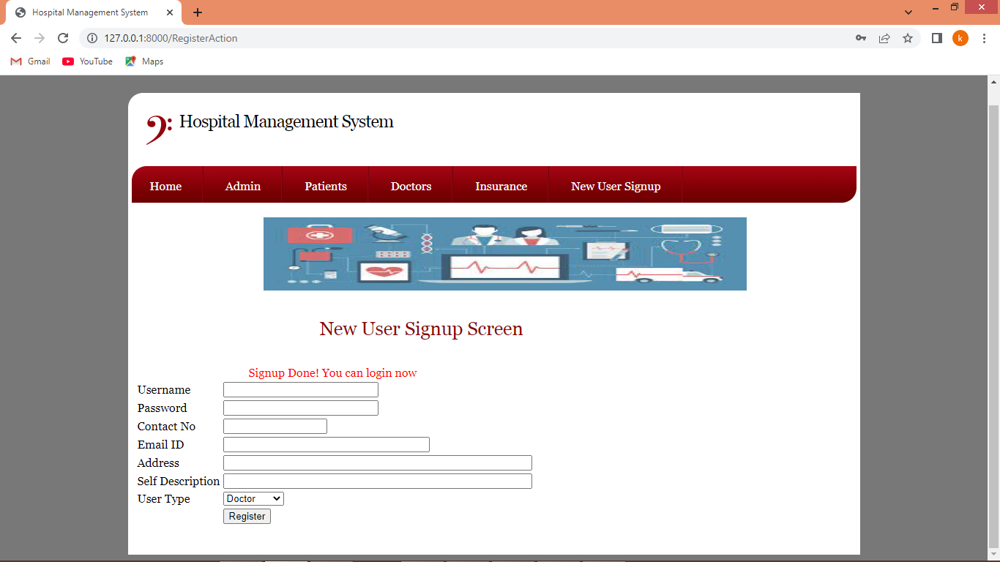 Hospital Management System
127.0.0.1:8000/RegisterAction
k
Gmail YouTube Maps
Hospital Management System
Home Admin Patients Doctors Insurance New User Signup
New User Signup Screen
Signup Done! You can login now
Username
Password
Contact No
Email ID
Address
Self Description
User Type Doctor
Register